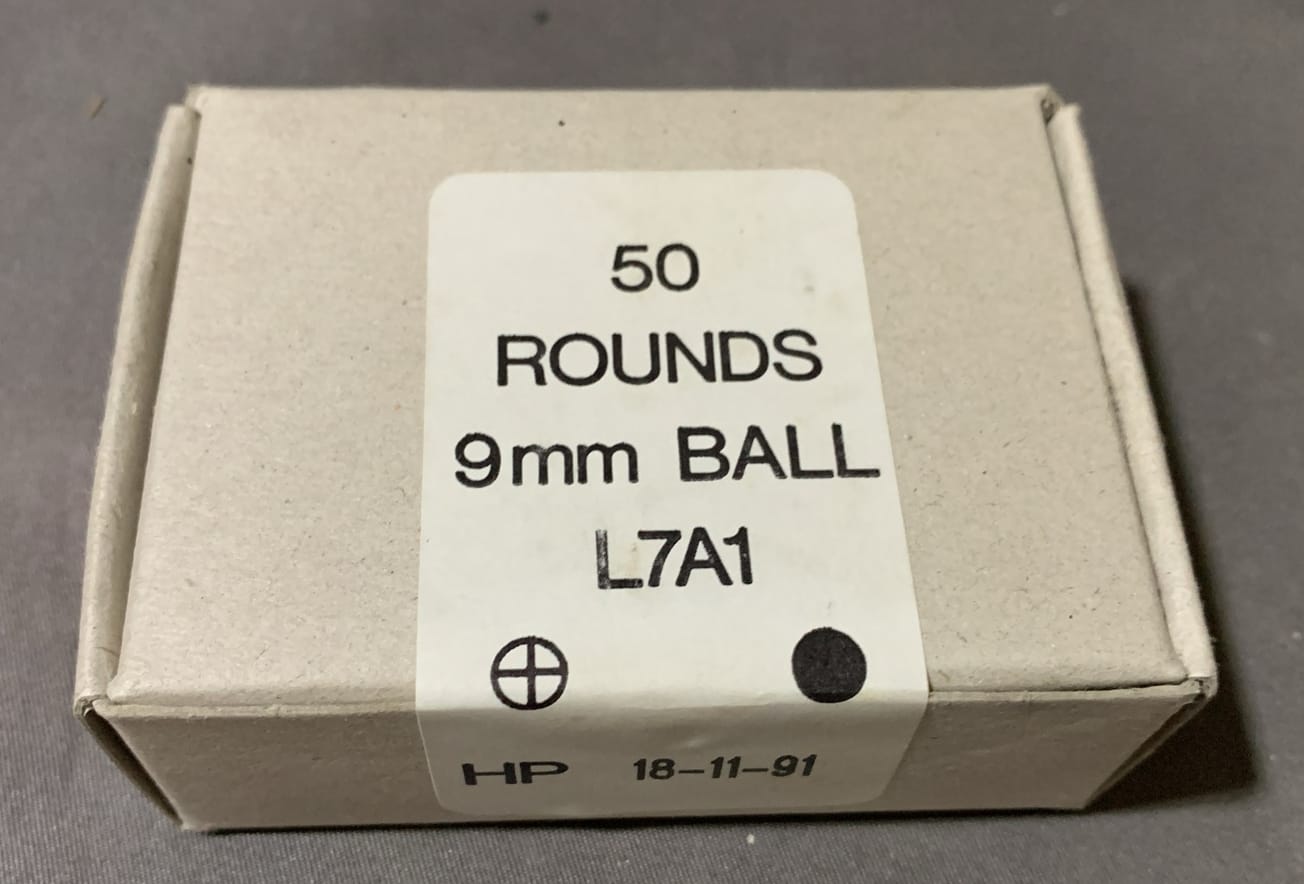 50
ROUNDS
9mm BALL
L7A1
HP 18-11-91